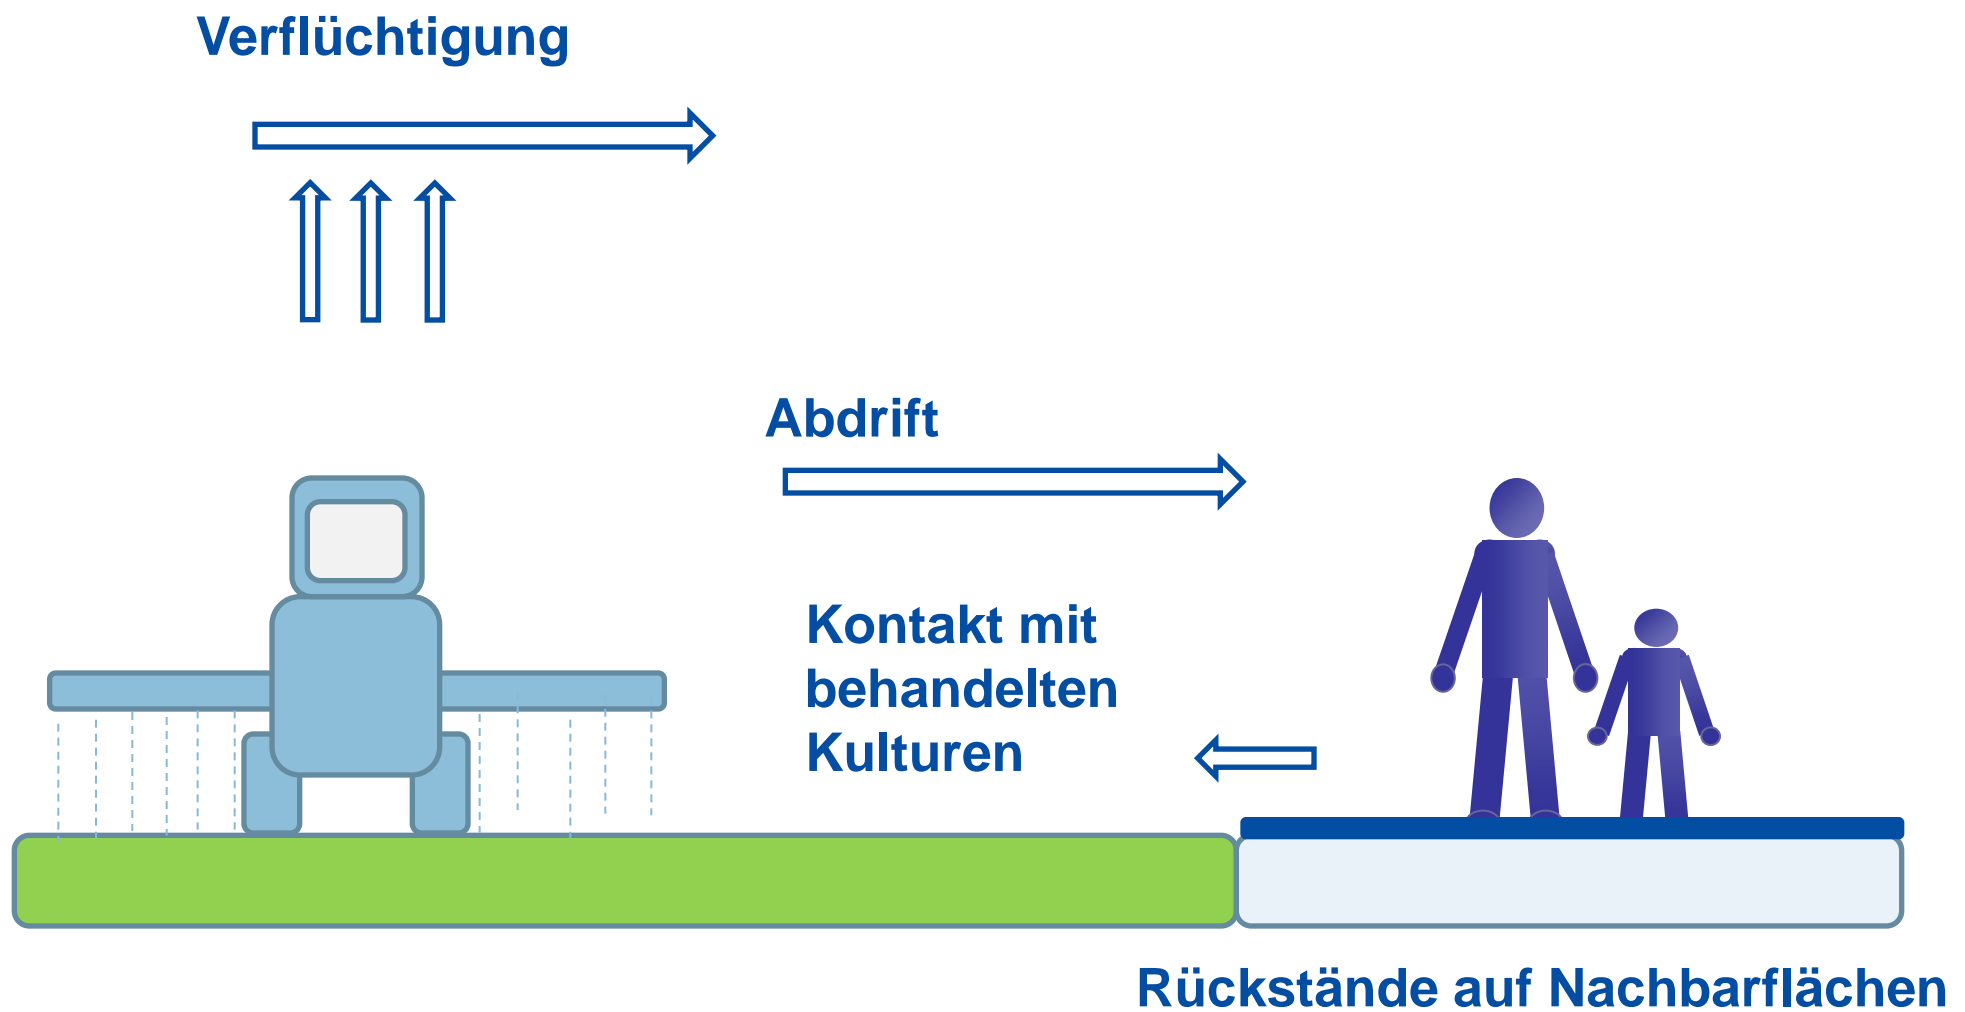 Verflüchtigung
Abdrift
Kontakt mit
behandelten
Kulturen
Rückstände auf Nachbarflächen